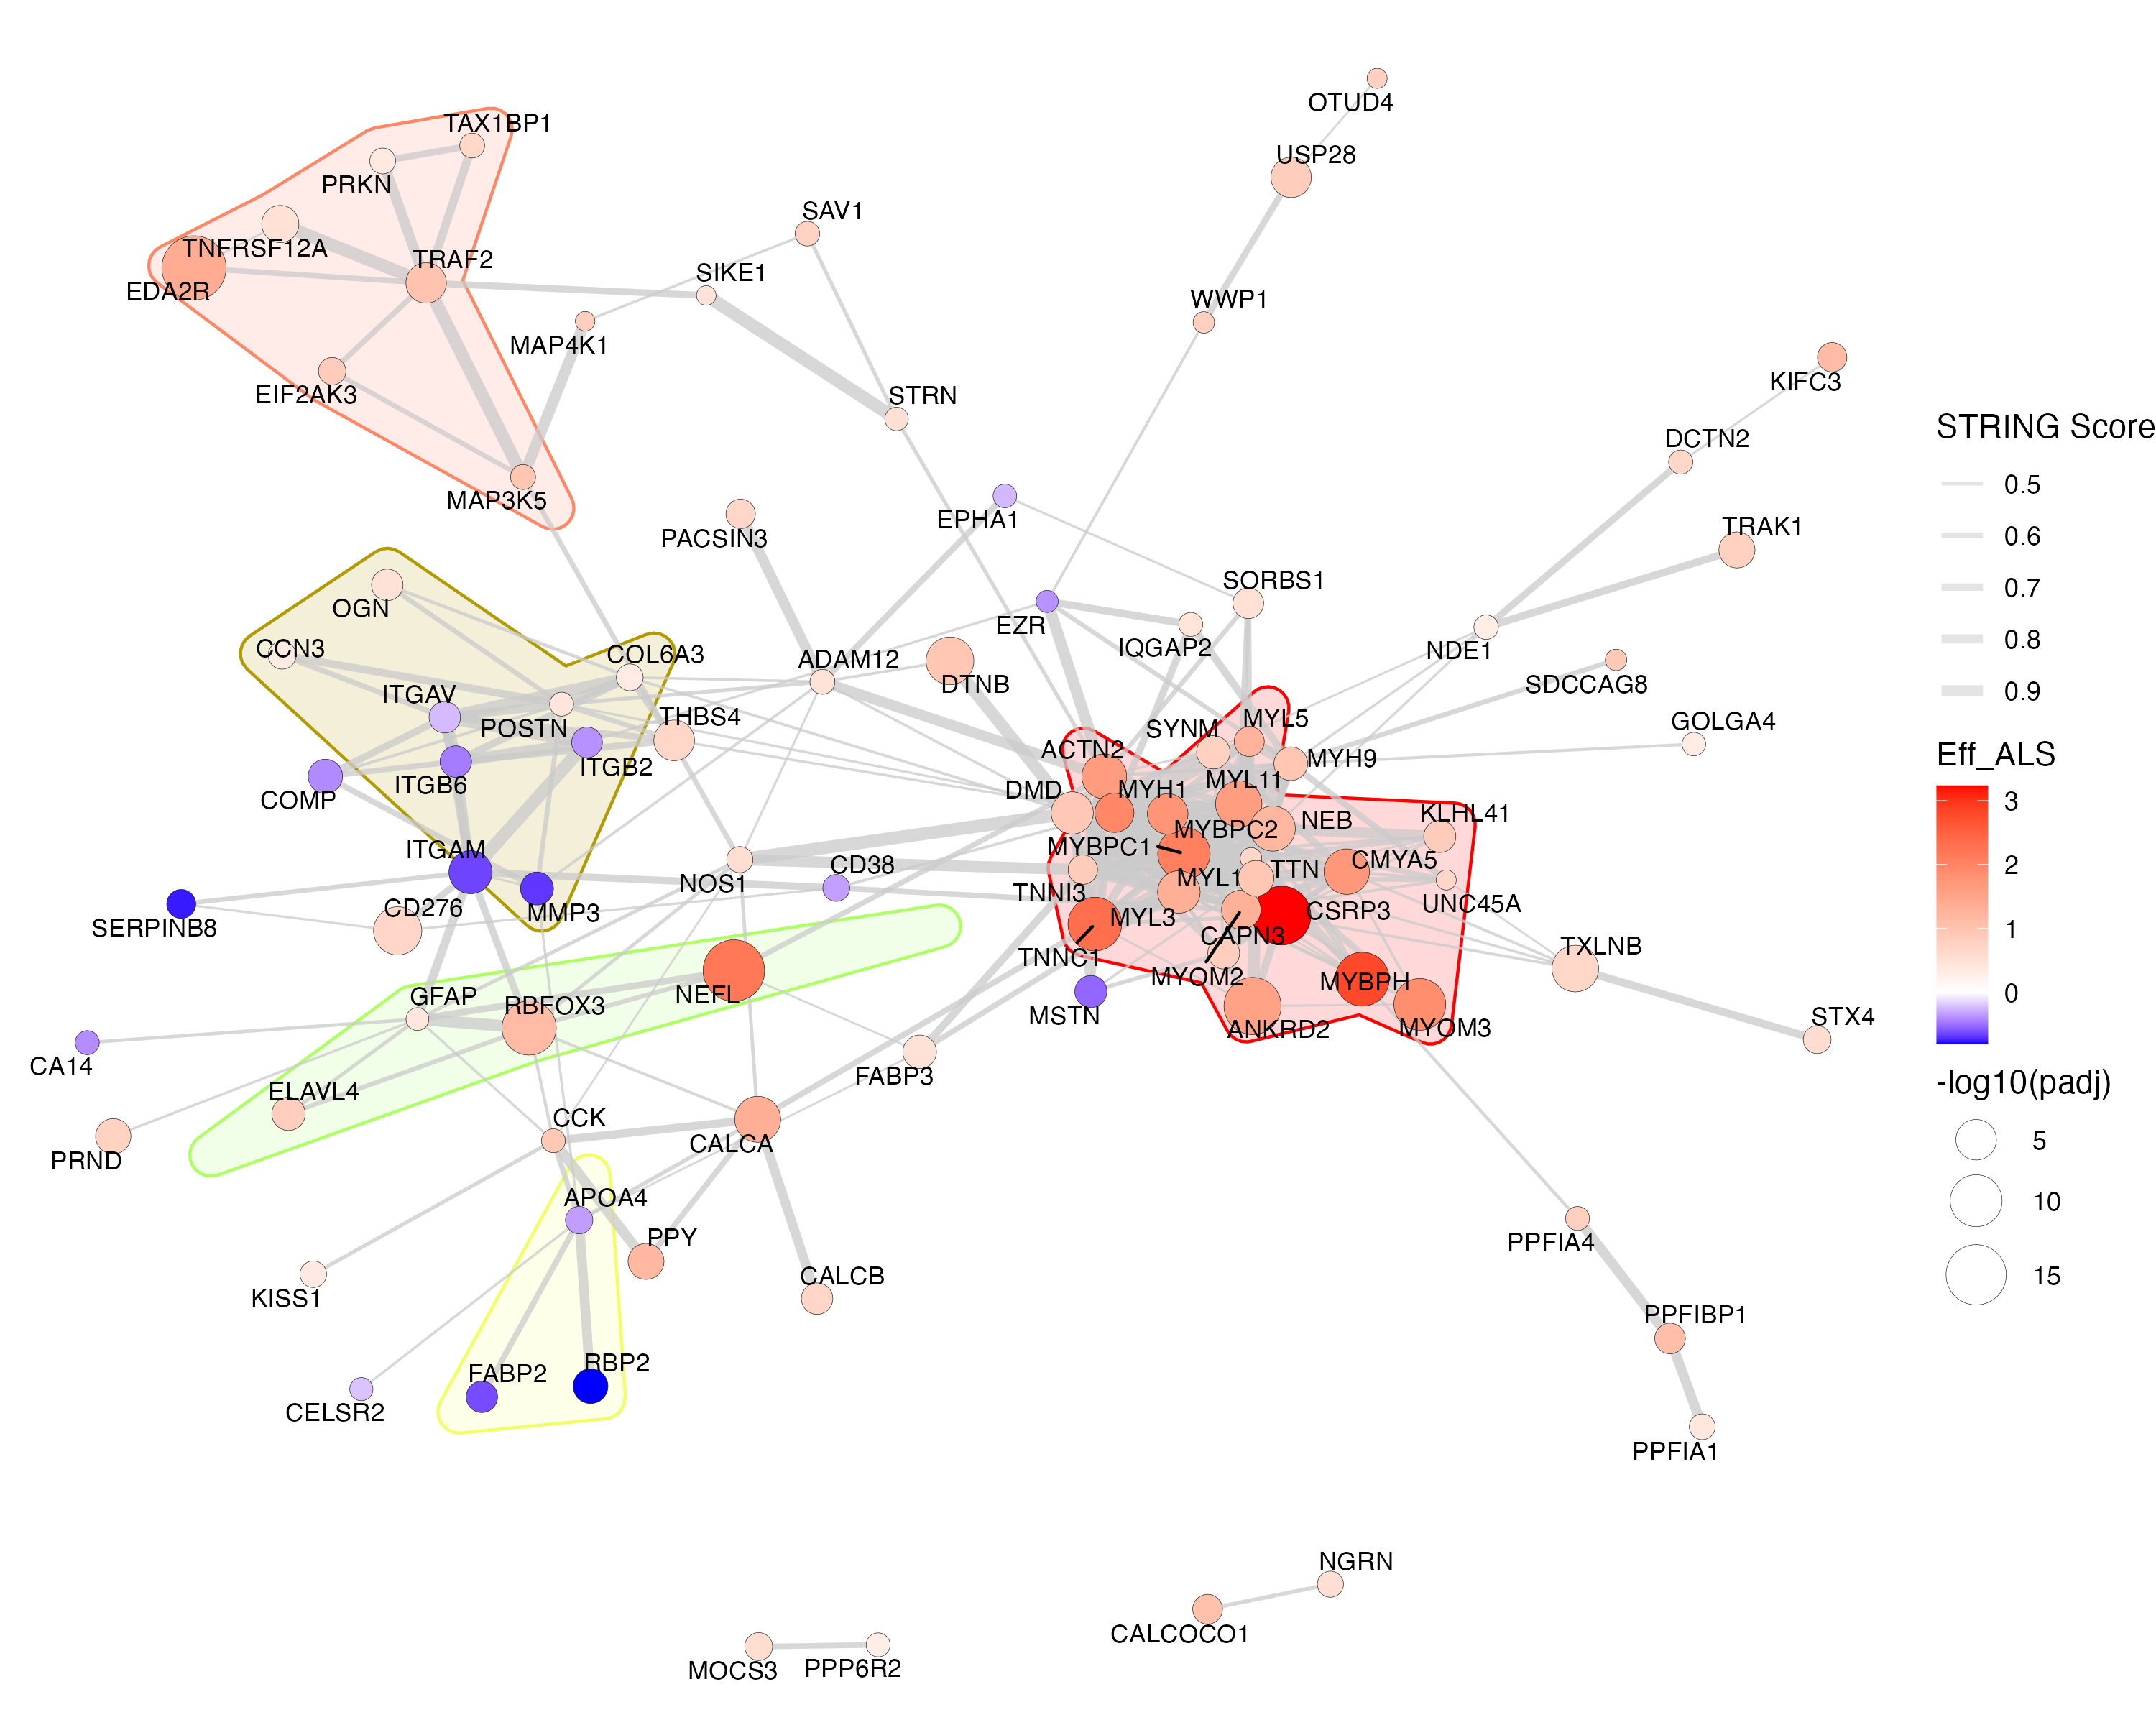 OTUD4
TAX1BP1
USP28
PRKN
SAV1
TNFRSF12A
TRAF2
SIKE1
EDA2R
WWP1
MAP4K1
KIFC3
EIF2AK3
STRN
DCTN2
MAP3K5
EPHA1
PACSIN3
TRAK1
SORBS1
OGN
EZR
IQGAP2
CCN3
COL6A3
ADAM12
NDE1
ITGAV
DTNB
SDCCAG8
POSTN
THBS4
SYNM
MYL5
GOLGA4
ITGB2
ACTN2
MYH9
ITGB6
MYL11
COMP
DMD
MYH1
KLHL41
MYBPC2
NEB
ITGAM
MYBPC1
CMYA5
CD38
TTN
NOS1
MYL1
TNNI3
CD276
MMP3
MYL3
CSRP3
UNC45A
SERPINB8
CAPN3
TXLNB
TNNC1
MYOM2
MYBPH
GFAP
NEFL
RBFOX3
MSTN
ANKRD2
MYOM3
STX4
CA14
FABP3
ELAVL4
CCK
CALCA
PRND
APOA4
PPY
PPFIA4
CALCB
KISS1
PPFIBP1
FABP2
RBP2
CELSR2
PPFIA1
NGRN
CALCOCO1
MOCS3
PPP6R2
STRING Score
0.5
0.6
0.7
0.8
0.9
Eff_ALS
3
2
1
0
-log10(padj)
5
10
15